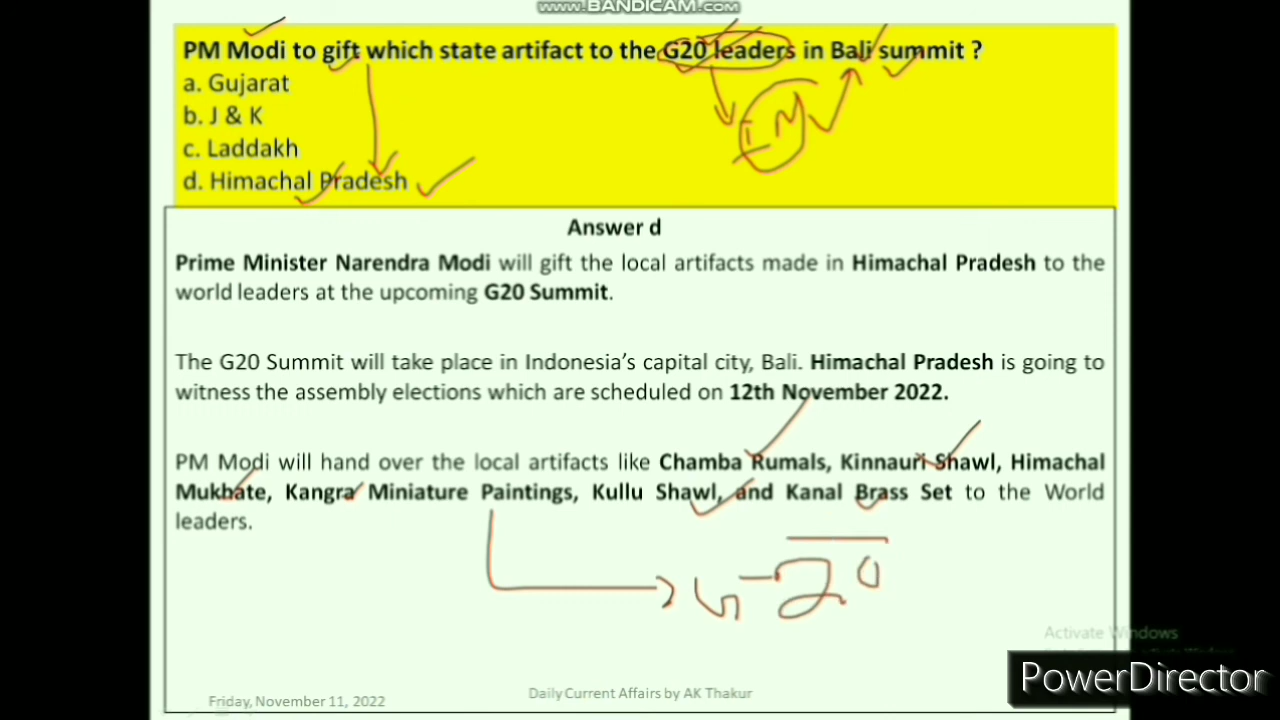 www.BANDICAM.com
PM Modi to gift which state artifact to the G20 leaders in Bali summit ?
a. Gujarat
b. J & K
c. Laddakh
d. Himachal Pradesh
IN
Answer d
Prime Minister Narendra Modi will gift the local artifacts made in Himachal Pradesh to the
world leaders at the upcoming G20 Summit.
The G20 Summit will take place in Indonesia's capital city, Bali. Himachal Pradesh is going to
witness the assembly elections which are scheduled on 12th November 2022.
PM Modi will hand over the local artifacts like Chamba Rumals, Kinnauri Shawl, Himachal
Mukhate, Kangra Miniature Paintings, Kullu Shawl, and Kanal Brass Set to the World
leaders.
G-20
Activate Windows
PowerDirector
Friday, November 11, 2022
Daily Current Affairs by AK Thakur